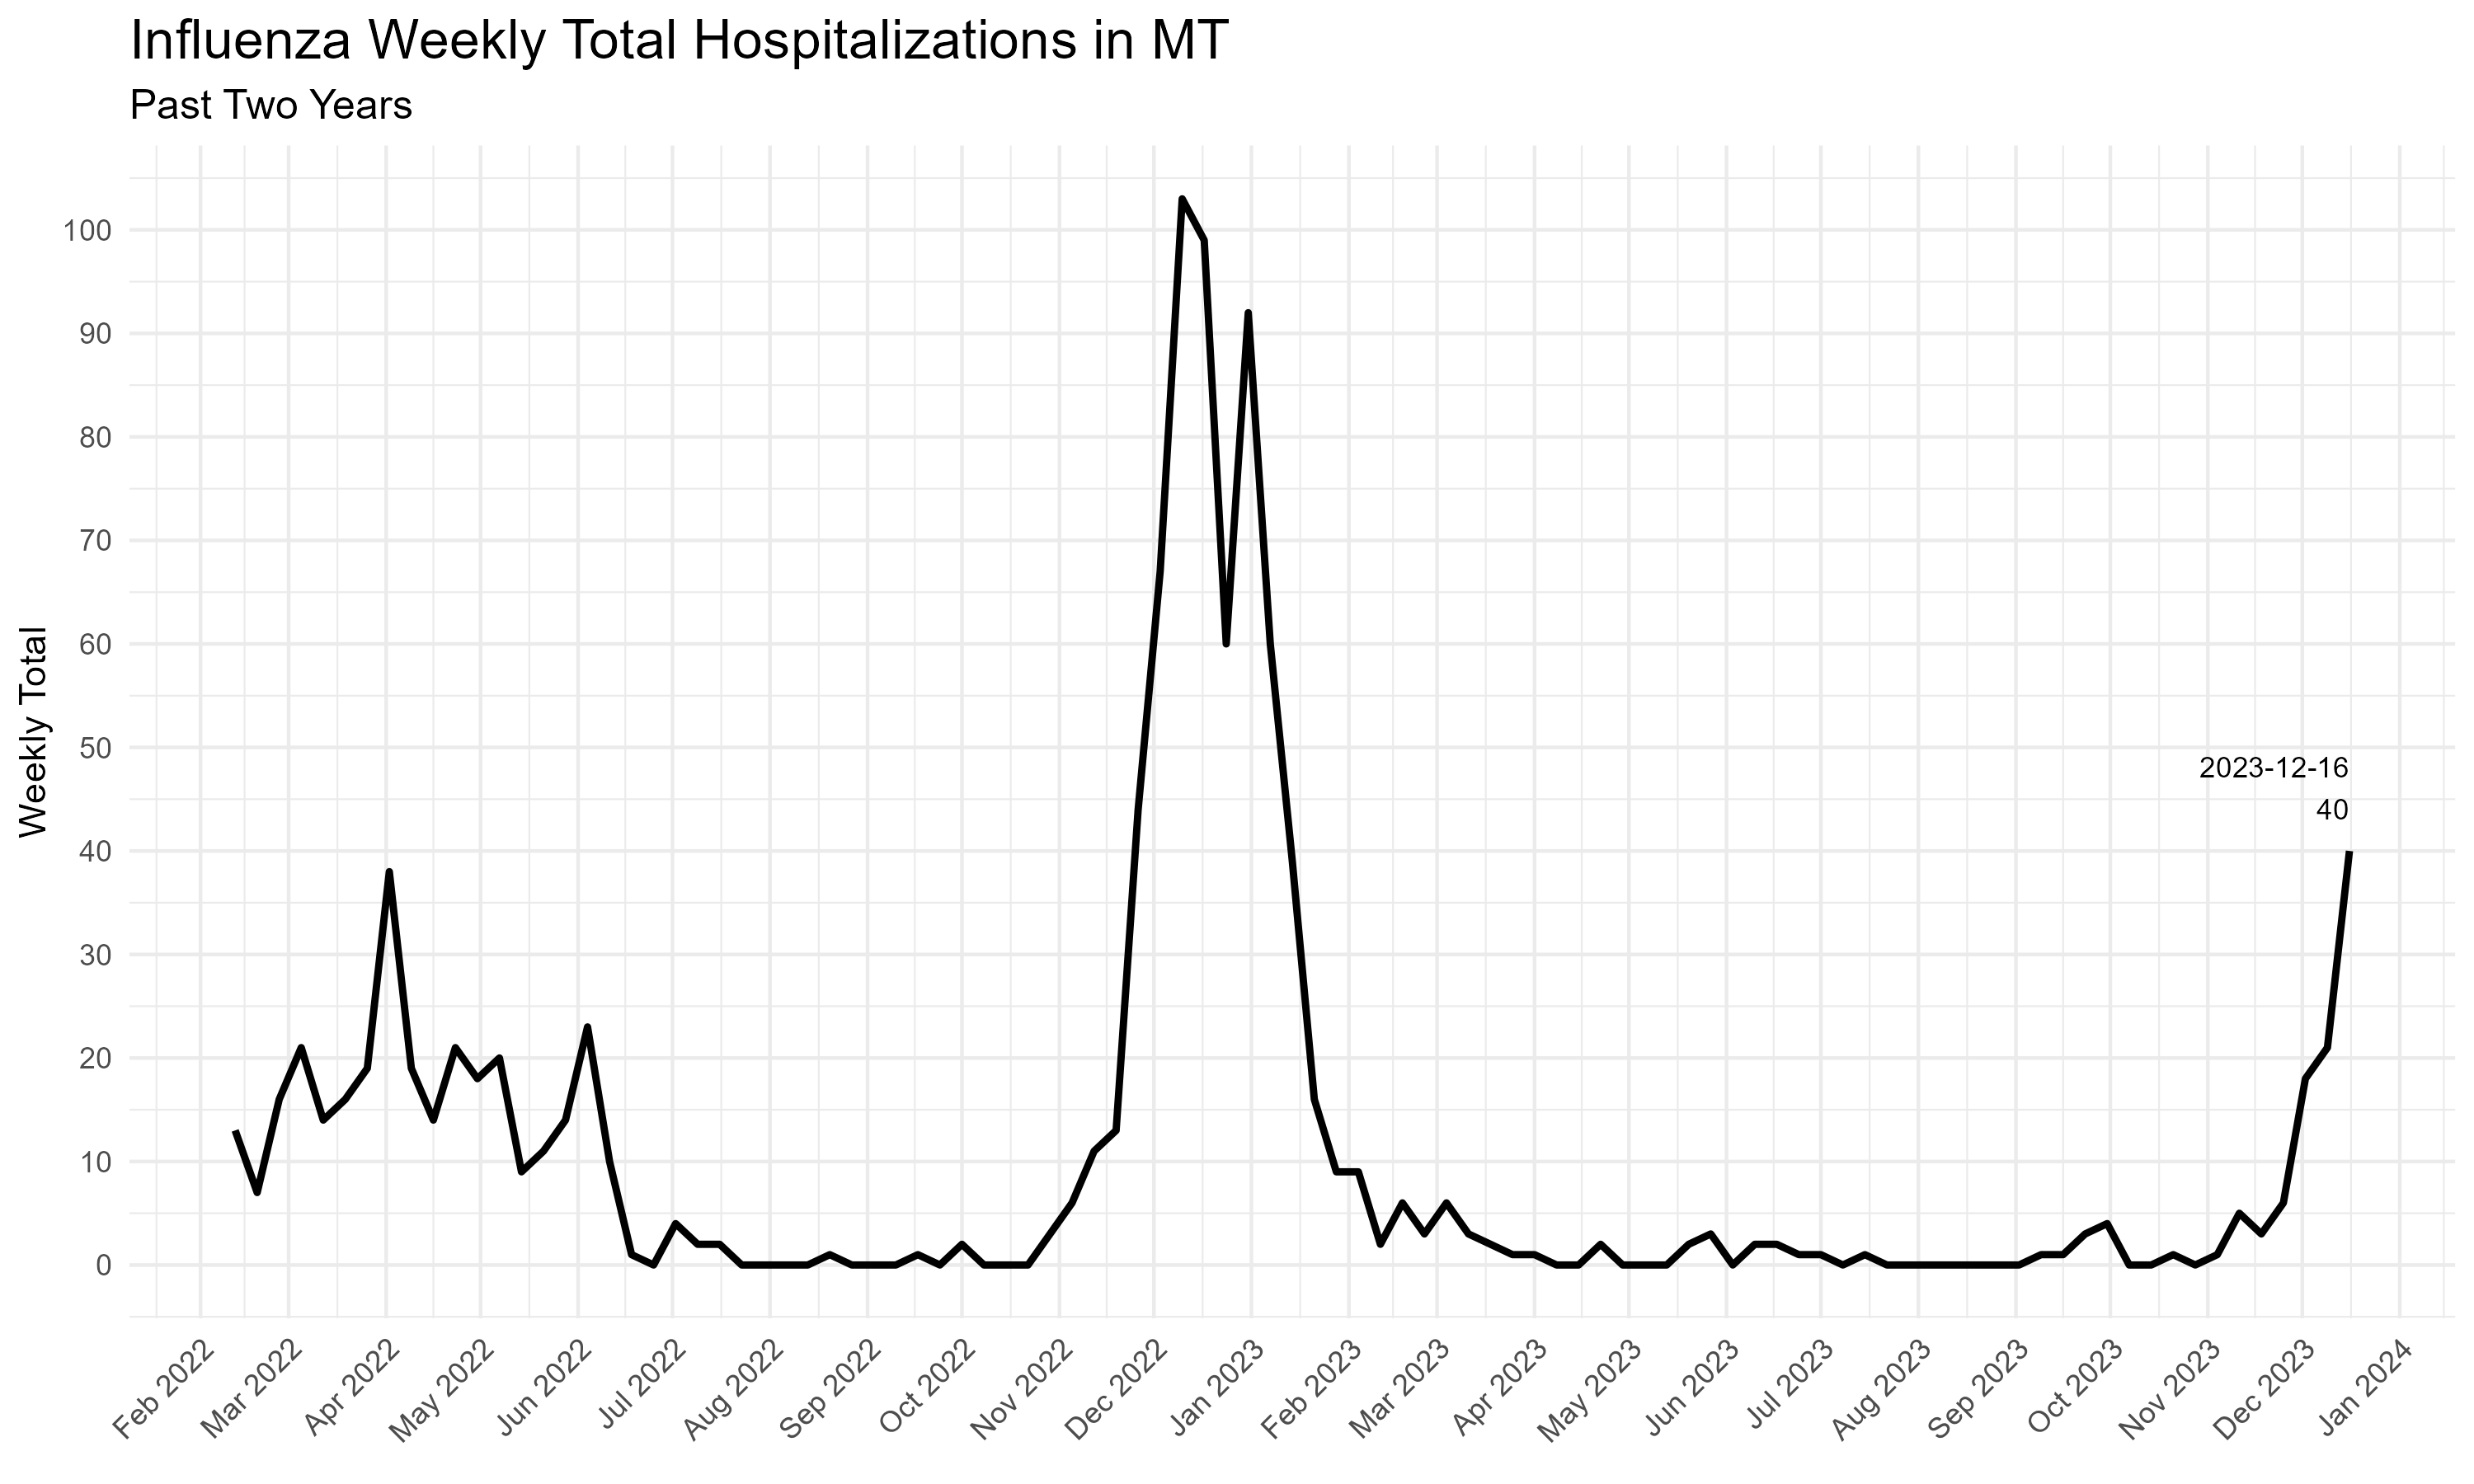 Influenza Weekly Total Hospitalizations in MT
Past Two Years
Weekly Total
100
90
80
70
60
50
40
30
20
10
0
2023-12-16
40
Feb 2022
Mar 2022
Apr 2022
May 2022
Jun 2022
Jul 2022
Aug 2022
Sep 2022
Oct 2022
Nov 2022
Dec 2022
Jan 2023
Feb 2023
Mar 2023
Apr 2023
May 2023
Jun 2023
Jul 2023
Aug 2023
Sep 2023
Oct 2023
Nov 2023
Dec 2023
Jan 2024